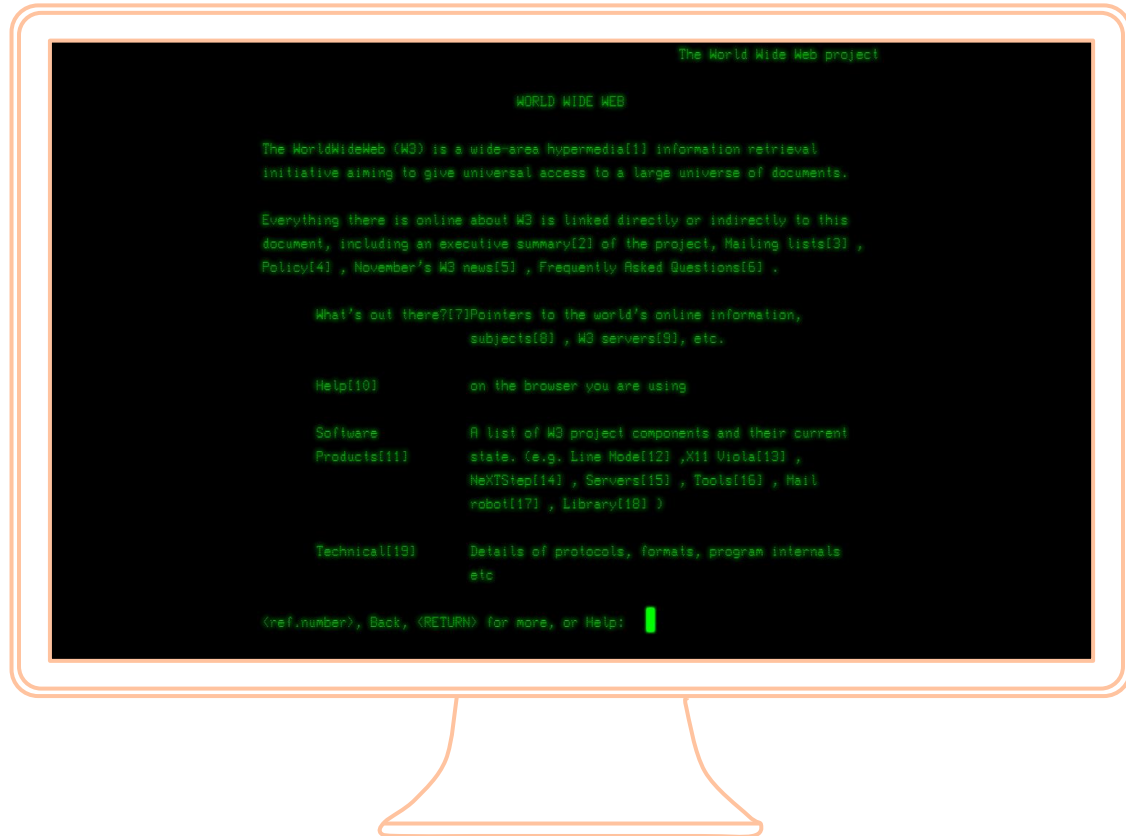 The World Wide Web project
WORLD WIDE WEB
The WorldWideWeb (W3) is a wide-area hypermedia[1] information retrieval
initiative aiming to give universal access to a large universe of documents.
Everything there is online about W3 is linked directly or indirectly to this
document, including an executive summary[2] of the project, Mailing lists[3] ,
Policy[4] , November's W3 news[5] , Frequently Asked Questions[6] .
What's out there?[7]Pointers to the world's online information,
subjects[8] , W3 servers[9], etc.
Help[10] on the browser you are using
Software A list of W3 project components and their current
Products[11] state. (e.g. Line Mode[12] ,X11 Viola[13] ,
NeXTStep[14] , Servers[15] , Tools[16] , Mail
robot[17] , Library[18] )
Technical[19] Details of protocols, formats, program internals
etc
<ref.number>, Back, <RETURN> for more, or Help: